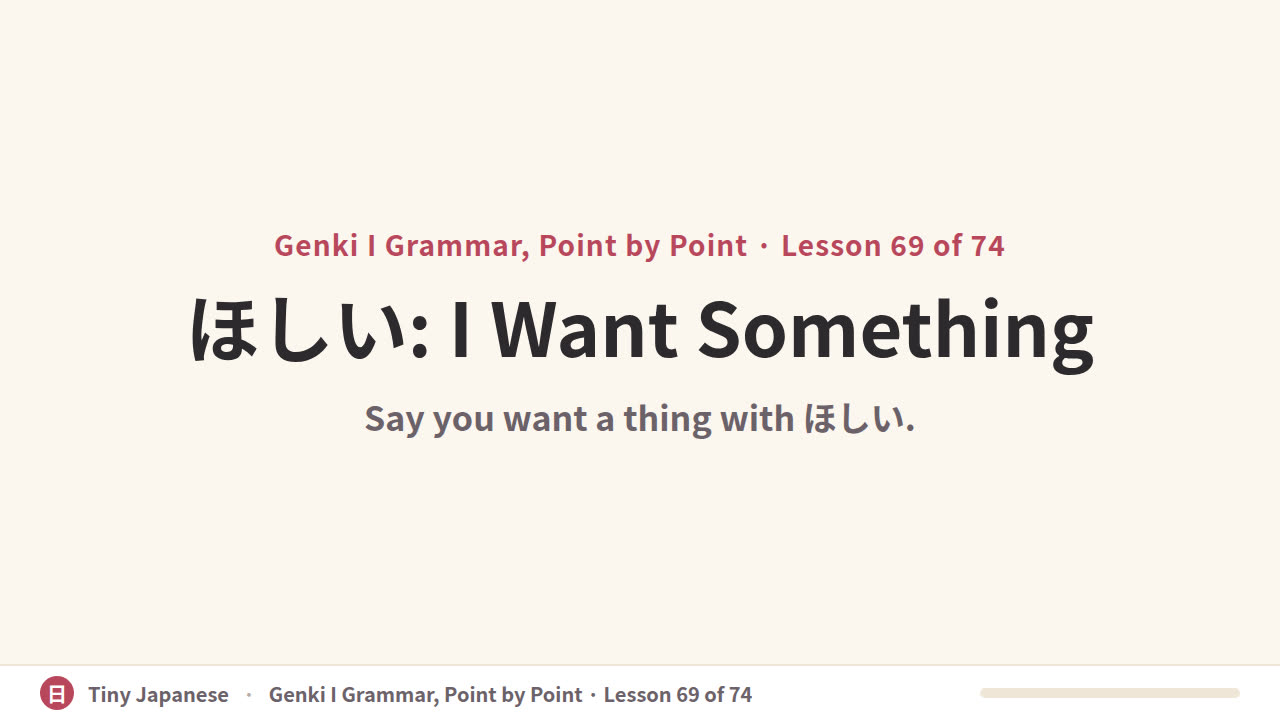 Genki I Grammar, Point by Point · Lesson 69 of 74
ほしい: I Want Something
Say you want a thing with ほしい.
日 Tiny Japanese · Genki I Grammar, Point by Point · Lesson 69 of 74